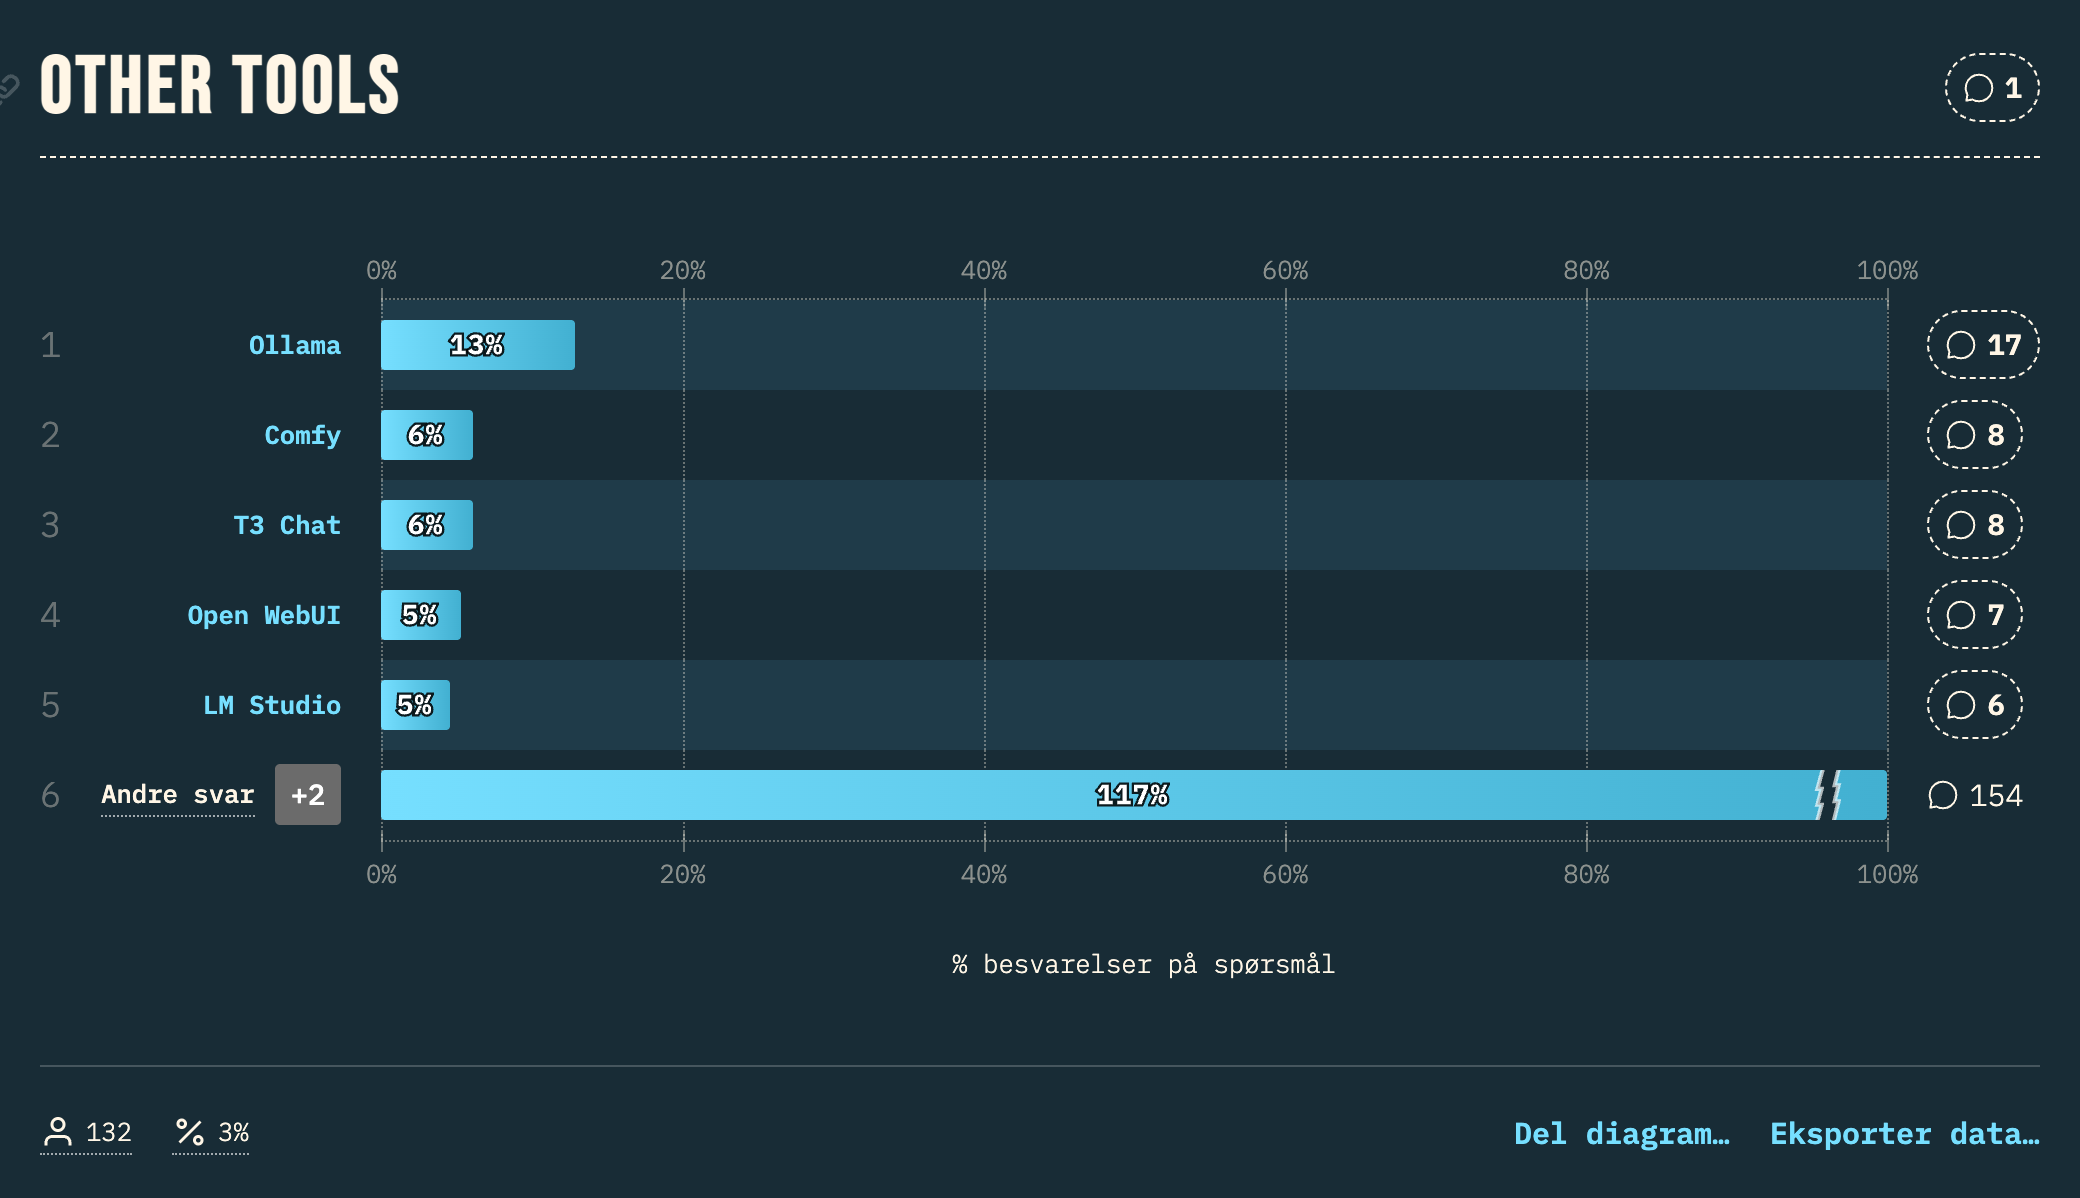 OTHER TOOLS
1
0% 20% 40% 60% 80% 100%
1 Ollama 13% 17
2 Comfy 6% 8
3 T3 Chat 6% 8
4 Open WebUI 5% 7
5 LM Studio 5% 6
6 Andre svar +2 117% 154
0% 20% 40% 60% 80% 100%
% besvarelser på spørsmål
132 3% Del diagram… Eksporter data…